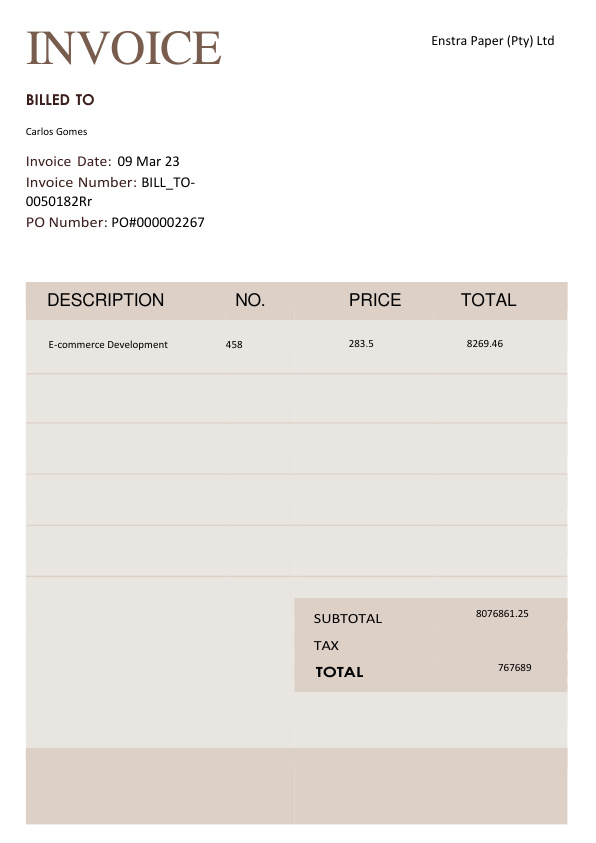 INVOICE
Enstra Paper (Pty) Ltd
BILLED TO
Carlos Gomes
Invoice Date: 09 Mar 23
Invoice Number: BILL_TO-
0050182Rr
PO Number: PO#000002267
DESCRIPTION NO. PRICE TOTAL
E-commerce Development 458 283.5 8269.46
SUBTOTAL 8076861.25
TAX
TOTAL 767689